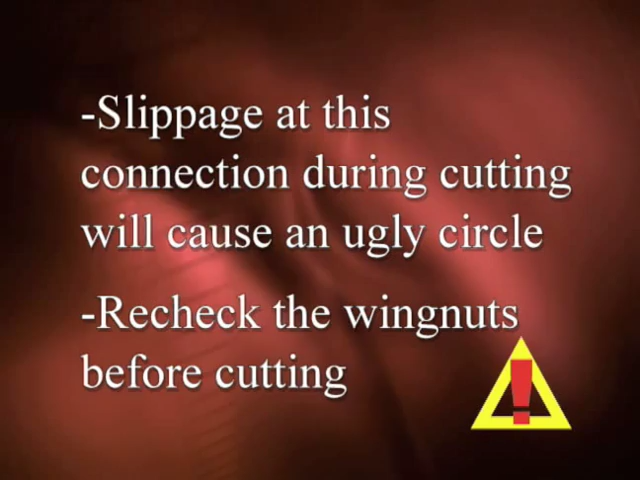 -Slippage at this
connection during cutting
will cause an ugly circle
-Recheck the wingnuts
before cutting
!